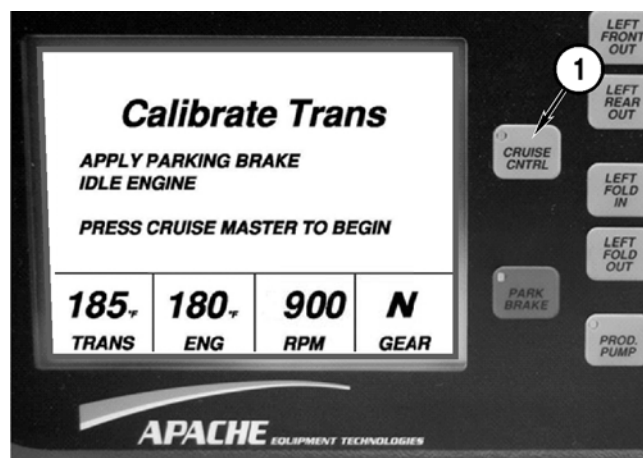 Calibrate Trans
APPLY PARKING BRAKE
IDLE ENGINE
PRESS CRUISE MASTER TO BEGIN
185°F
TRANS
180°F
ENG
900
RPM
N
GEAR
1
CRUISE
CNTRL
PARK
BRAKE
LEFT
FRONT
OUT
LEFT
REAR
OUT
LEFT
FOLD
IN
LEFT
FOLD
OUT
PROD.
PUMP
APACHE EQUIPMENT TECHNOLOGIES